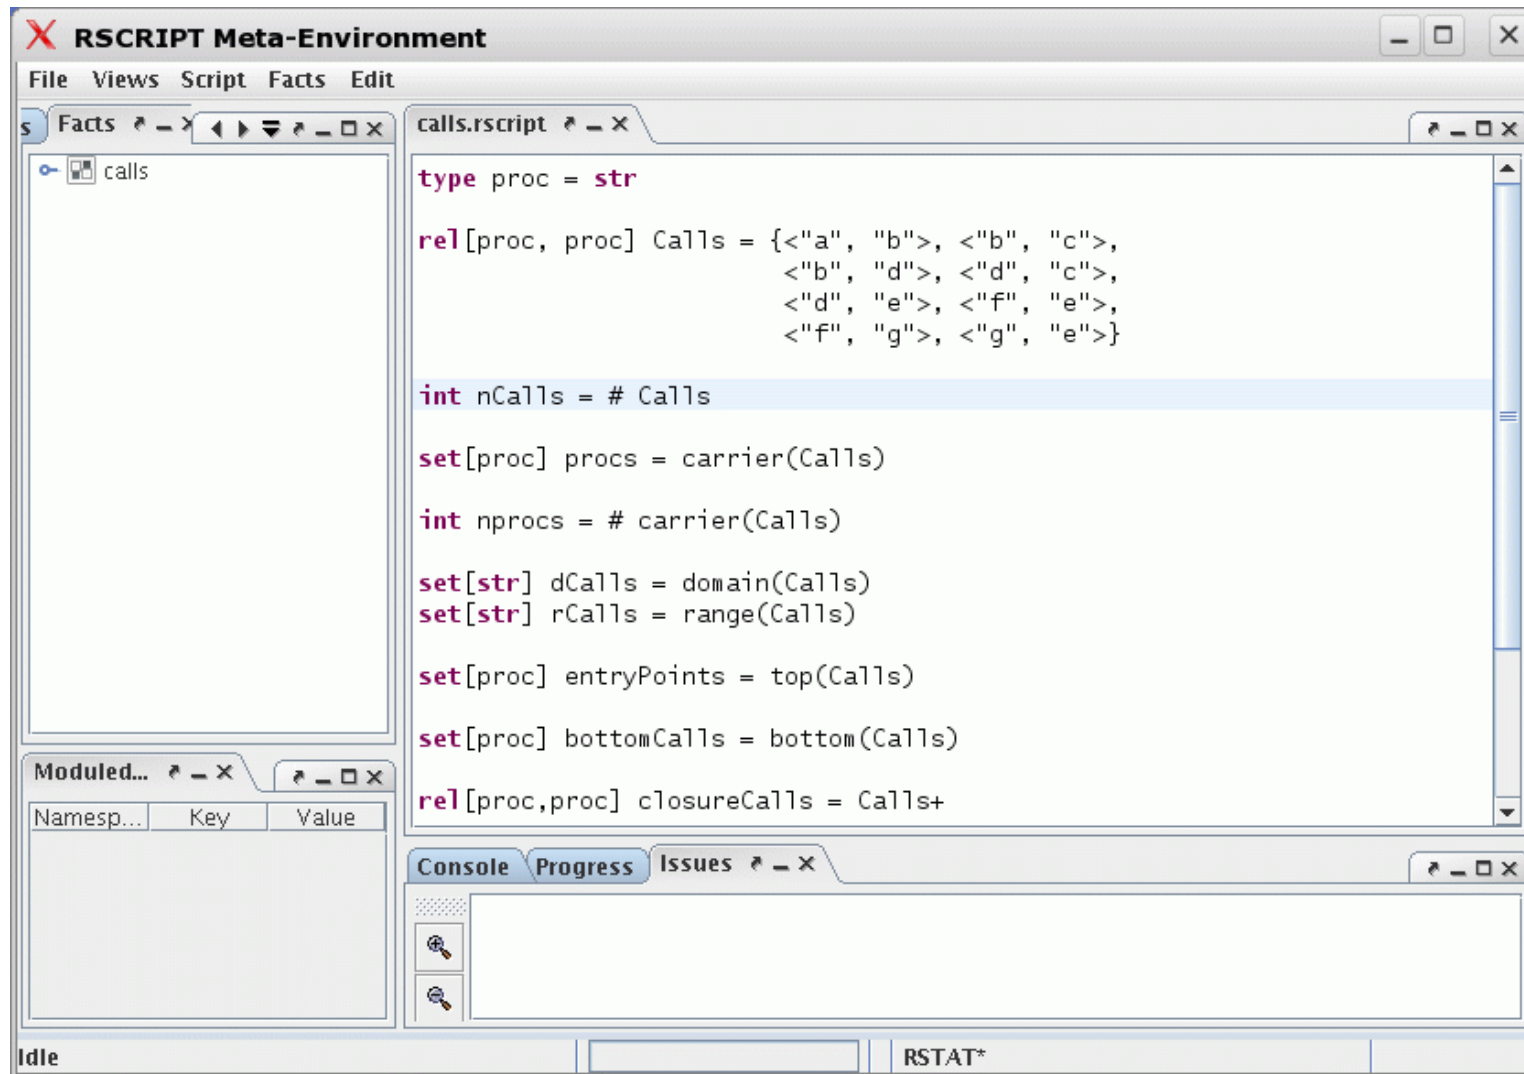 RSCRIPT Meta-Environment
File Views Script Facts Edit
s Facts
calls
calls.rscript
type proc = str
rel[proc, proc] Calls = {<"a", "b">, <"b", "c">,
<"b", "d">, <"d", "c">,
<"d", "e">, <"f", "e">,
<"f", "g">, <"g", "e">}
int nCalls = # Calls
set[proc] procs = carrier(Calls)
int nprocs = # carrier(Calls)
set[str] dCalls = domain(Calls)
set[str] rCalls = range(Calls)
set[proc] entryPoints = top(Calls)
set[proc] bottomCalls = bottom(Calls)
rel[proc,proc] closureCalls = Calls+
Moduled...
Namesp... Key Value
Console Progress Issues
Idle
RSTAT*